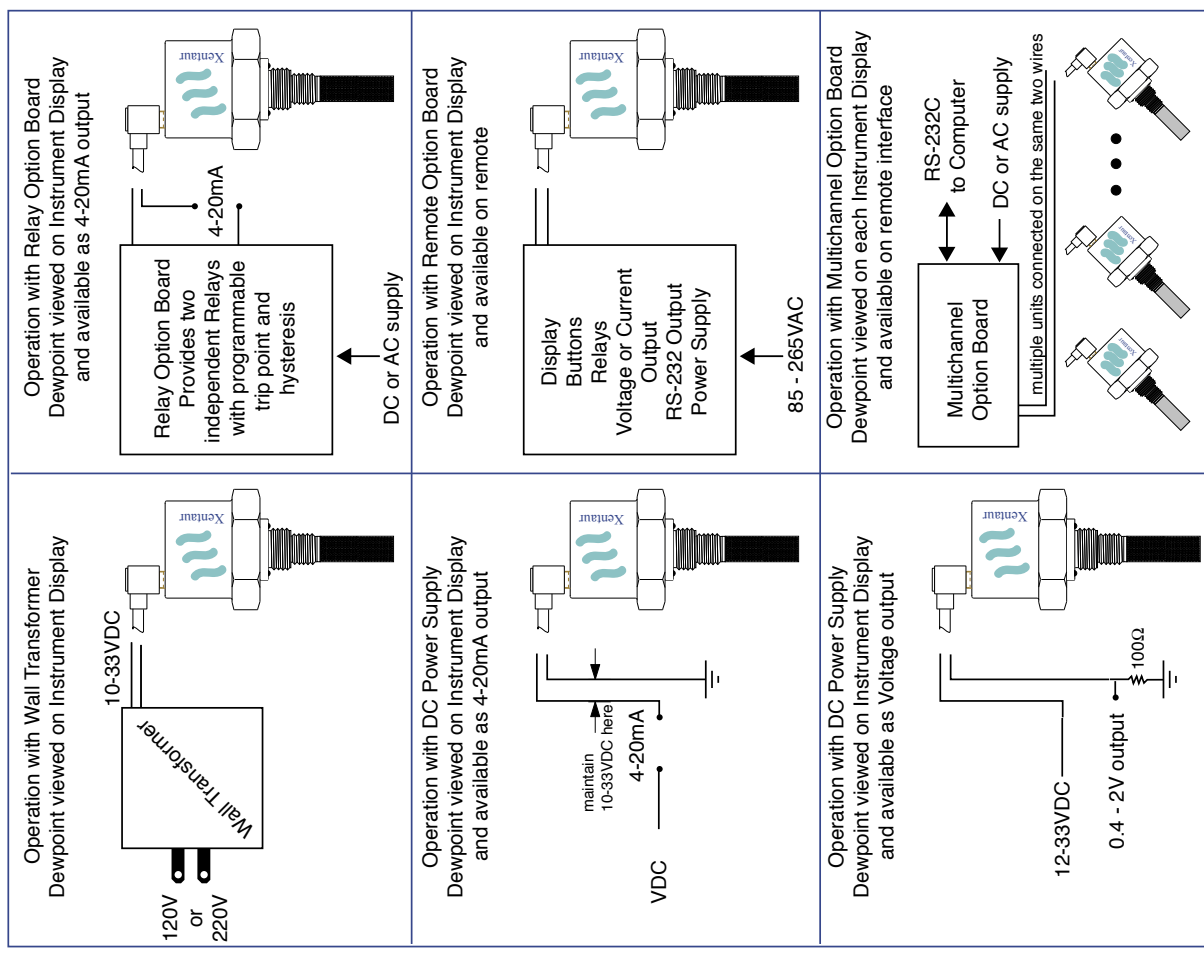 Operation with Wall Transformer
Dewpoint viewed on Instrument Display
120V
or
220V
Wall Transformer
10-33VDC
Xentaur
Operation with Relay Option Board
Dewpoint viewed on Instrument Display
and available as 4-20mA output
Relay Option Board
Provides two
independent Relays
with programmable
trip point and
hysteresis
4-20mA
DC or AC supply
Xentaur
Operation with DC Power Supply
Dewpoint viewed on Instrument Display
and available as 4-20mA output
maintain
10-33VDC here
4-20mA
VDC
Xentaur
Operation with Remote Option Board
Dewpoint viewed on Instrument Display
and available on remote
Display
Buttons
Relays
Voltage or Current
Output
RS-232 Output
Power Supply
85 - 265VAC
Xentaur
Operation with DC Power Supply
Dewpoint viewed on Instrument Display
and available as Voltage output
12-33VDC
0.4 - 2V output
100Ω
Xentaur
Operation with Multichannel Option Board
Dewpoint viewed on each Instrument Display
and available on remote interface
Multichannel
Option Board
RS-232C
to Computer
DC or AC supply
multiple units connected on the same two wires
Xentaur
Xentaur
Xentaur